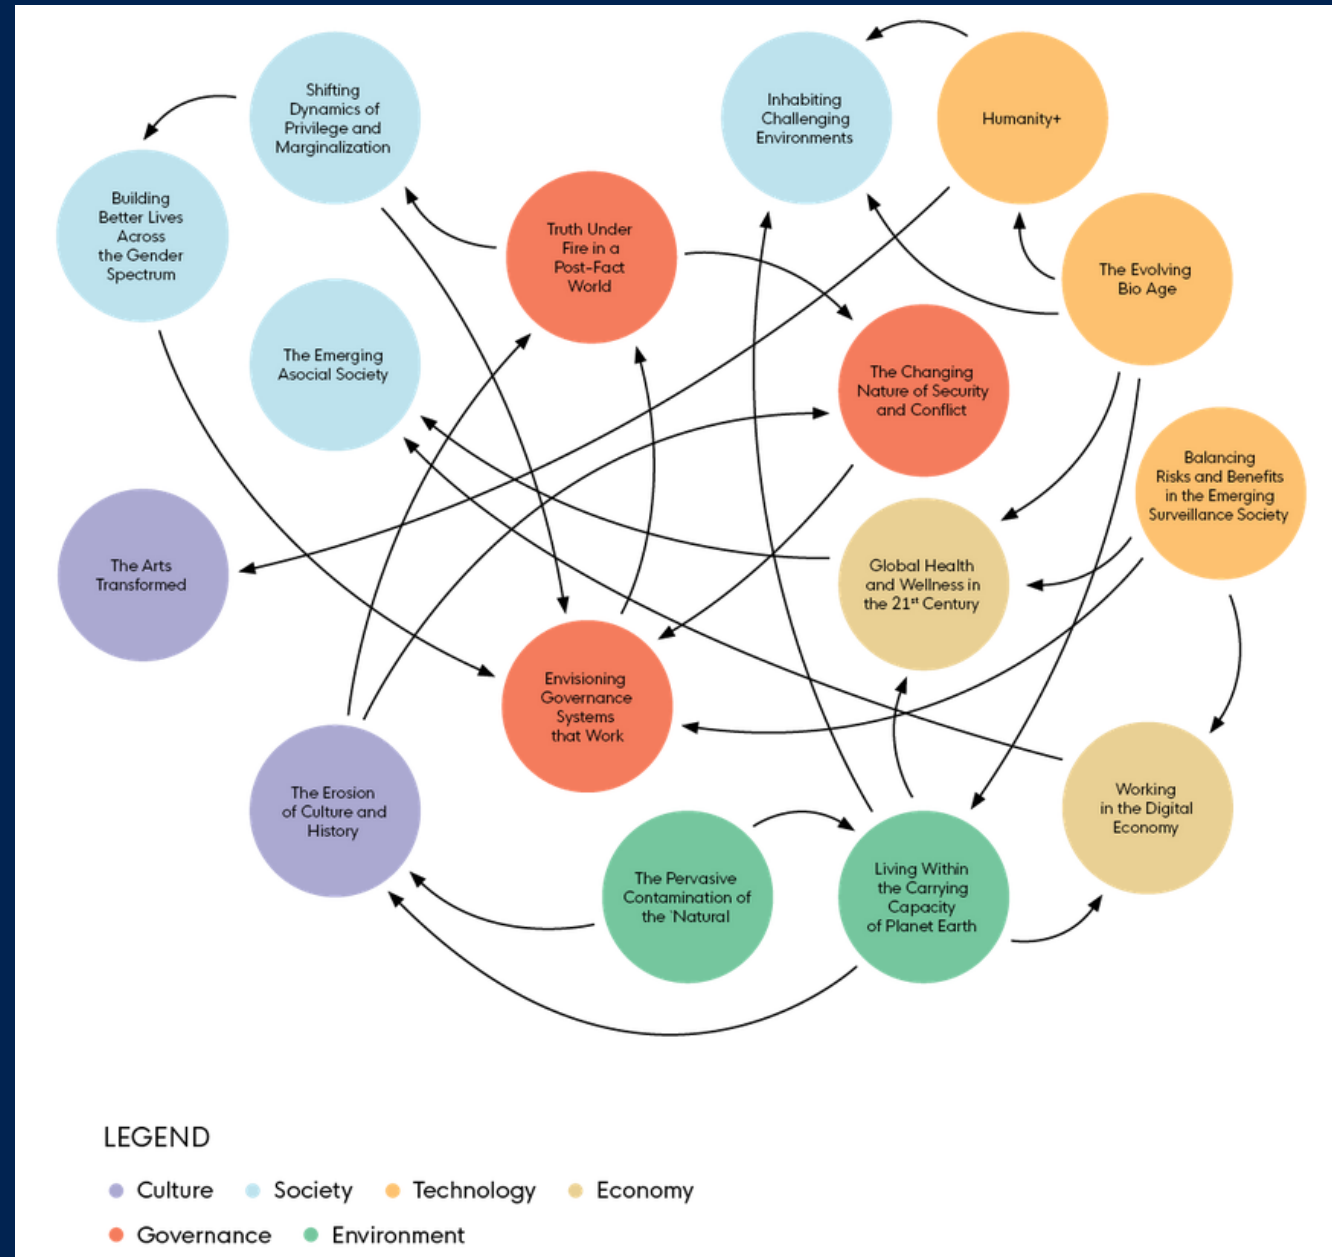 Shifting
Dynamics of
Privilege and
Marginalization
Inhabiting
Challenging
Environments
Humanity+
Building
Better Lives
Across
the Gender
Spectrum
Truth Under
Fire in a
Post-Fact
World
The Evolving
Bio Age
The Emerging
Asocial Society
The Changing
Nature of Security
and Conflict
Balancing
Risks and Benefits
in the Emerging
Surveillance Society
The Arts
Transformed
Global Health
and Wellness in
the 21st Century
Envisioning
Governance
Systems
that Work
The Erosion
of Culture and
History
The Pervasive
Contamination of
the 'Natural
Living Within
the Carrying
Capacity
of Planet Earth
Working
in the Digital
Economy
LEGEND
Culture Society Technology Economy
Governance Environment